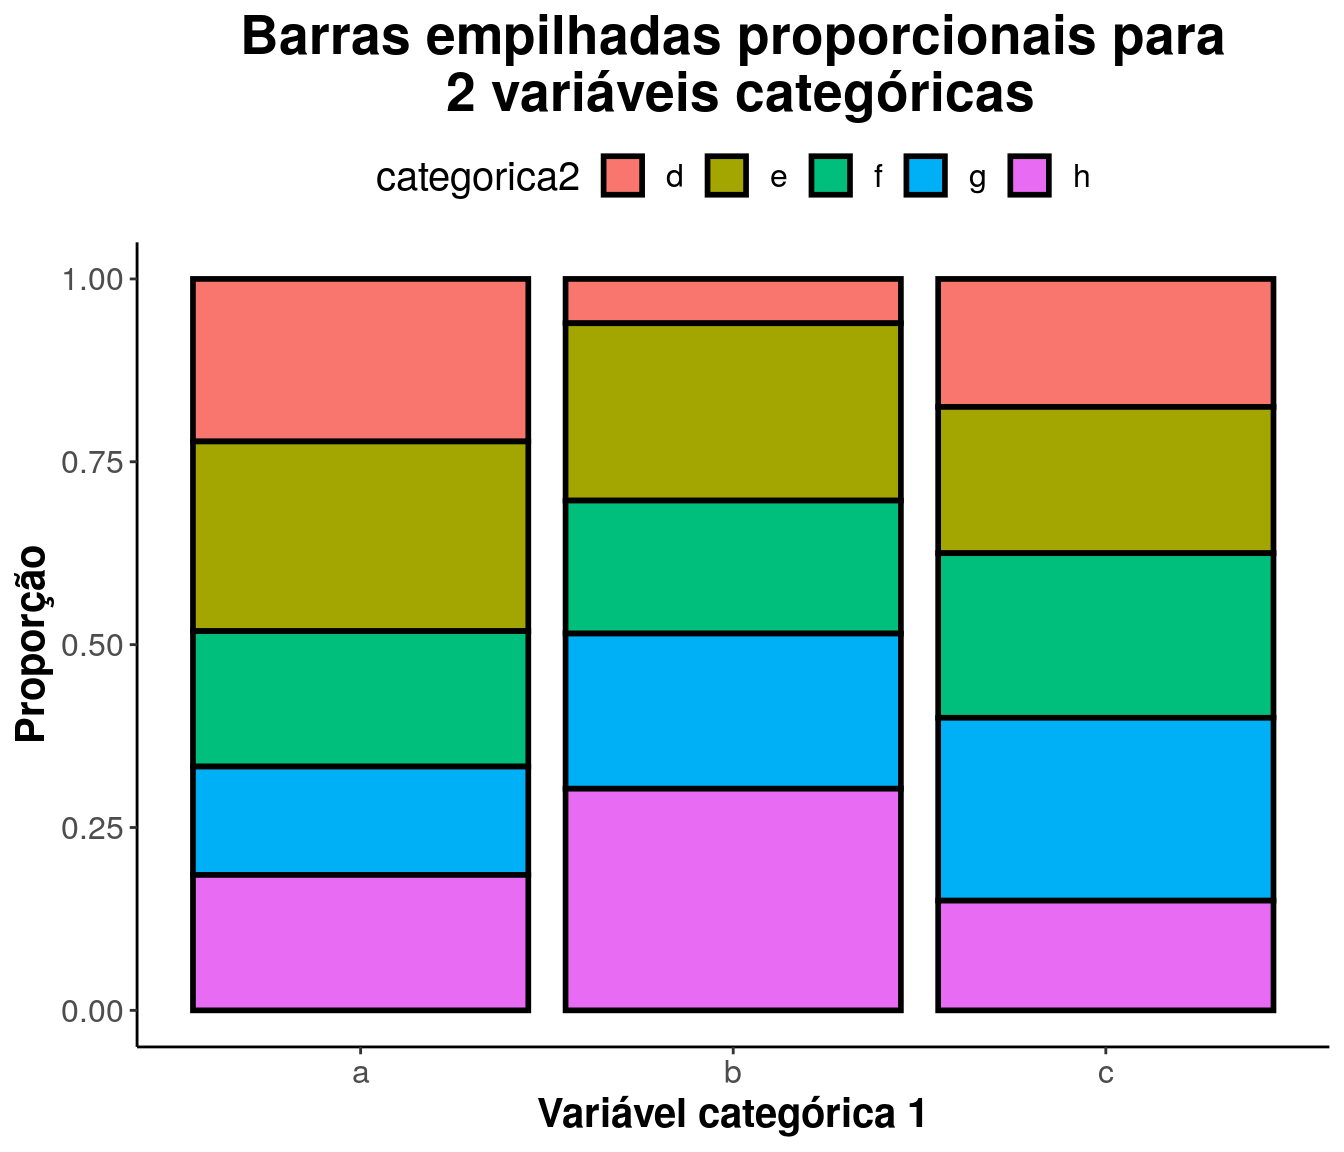 Barras empilhadas proporcionais para
2 variáveis categóricas
categorica2 d e f g h
1.00
0.75
0.50
0.25
0.00
Proporção
a b c
Variável categórica 1